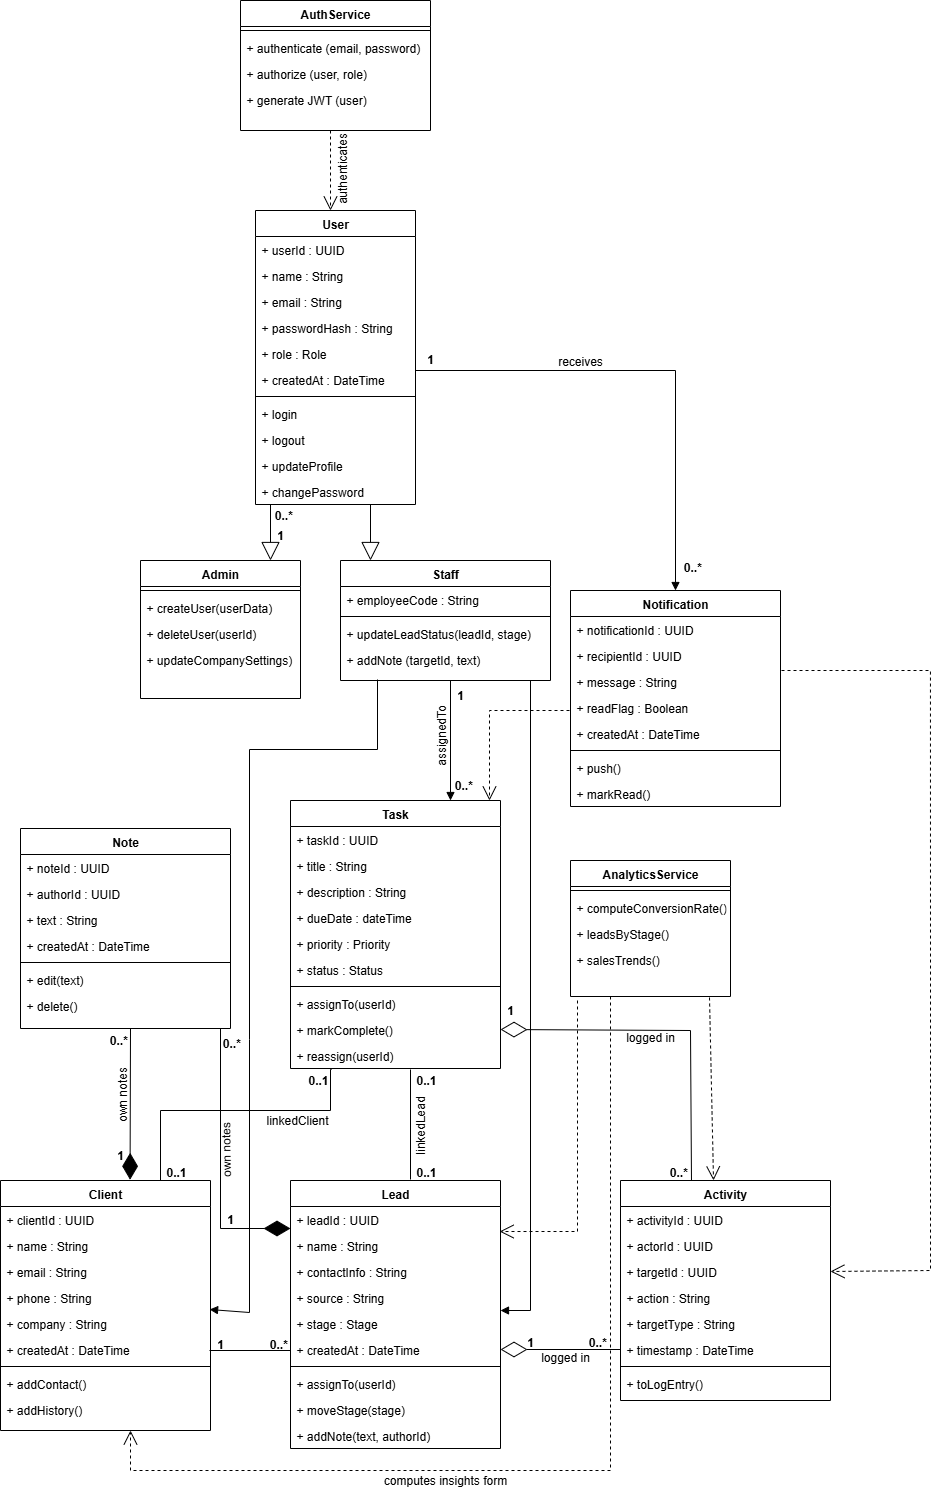 AuthService
+ authenticate (email, password)
+ authorize (user, role)
+ generate JWT (user)
authenticates
User
+ userId : UUID
+ name : String
+ email : String
+ passwordHash : String
+ role : Role
+ createdAt : DateTime
+ login
+ logout
+ updateProfile
+ changePassword
1
receives
0..*
0..*
1
Admin
+ createUser(userData)
+ deleteUser(userId)
+ updateCompanySettings)
Staff
+ employeeCode : String
+ updateLeadStatus(leadId, stage)
+ addNote (targetId, text)
Notification
+ notificationId : UUID
+ recipientId : UUID
+ message : String
+ readFlag : Boolean
+ createdAt : DateTime
+ push()
+ markRead()
1
assignedTo
0..*
Task
+ taskId : UUID
+ title : String
+ description : String
+ dueDate : dateTime
+ priority : Priority
+ status : Status
+ assignTo(userId)
+ markComplete()
+ reassign(userId)
Note
+ noteId : UUID
+ authorId : UUID
+ text : String
+ createdAt : DateTime
+ edit(text)
+ delete()
AnalyticsService
+ computeConversionRate()
+ leadsByStage()
+ salesTrends()
1
logged in
0..*
0..*
own notes
1
0..*
own notes
1
0..1
linkedClient
0..1
0..1
linkedLead
0..1
Client
+ clientId : UUID
+ name : String
+ email : String
+ phone : String
+ company : String
+ createdAt : DateTime
+ addContact()
+ addHistory()
1
0..*
Lead
+ leadId : UUID
+ name : String
+ contactInfo : String
+ source : String
+ stage : Stage
+ createdAt : DateTime
+ assignTo(userId)
+ moveStage(stage)
+ addNote(text, authorId)
1
0..*
logged in
Activity
+ activityId : UUID
+ actorId : UUID
+ targetId : UUID
+ action : String
+ targetType : String
+ timestamp : DateTime
+ toLogEntry()
computes insights form